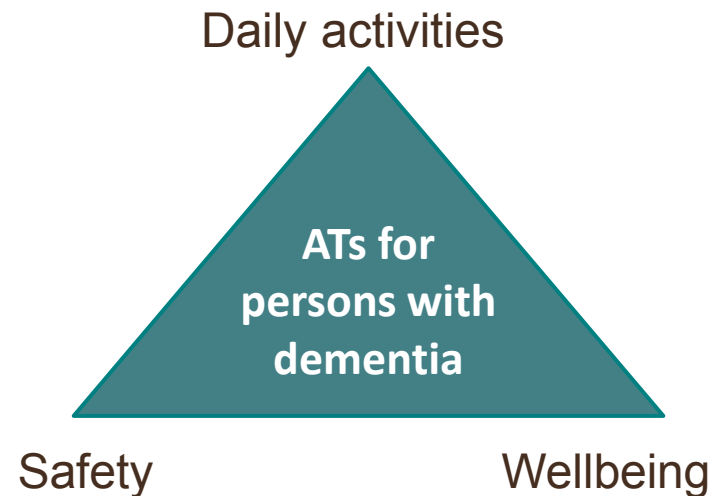 Daily activities
ATs for
persons with
dementia
Safety
Wellbeing